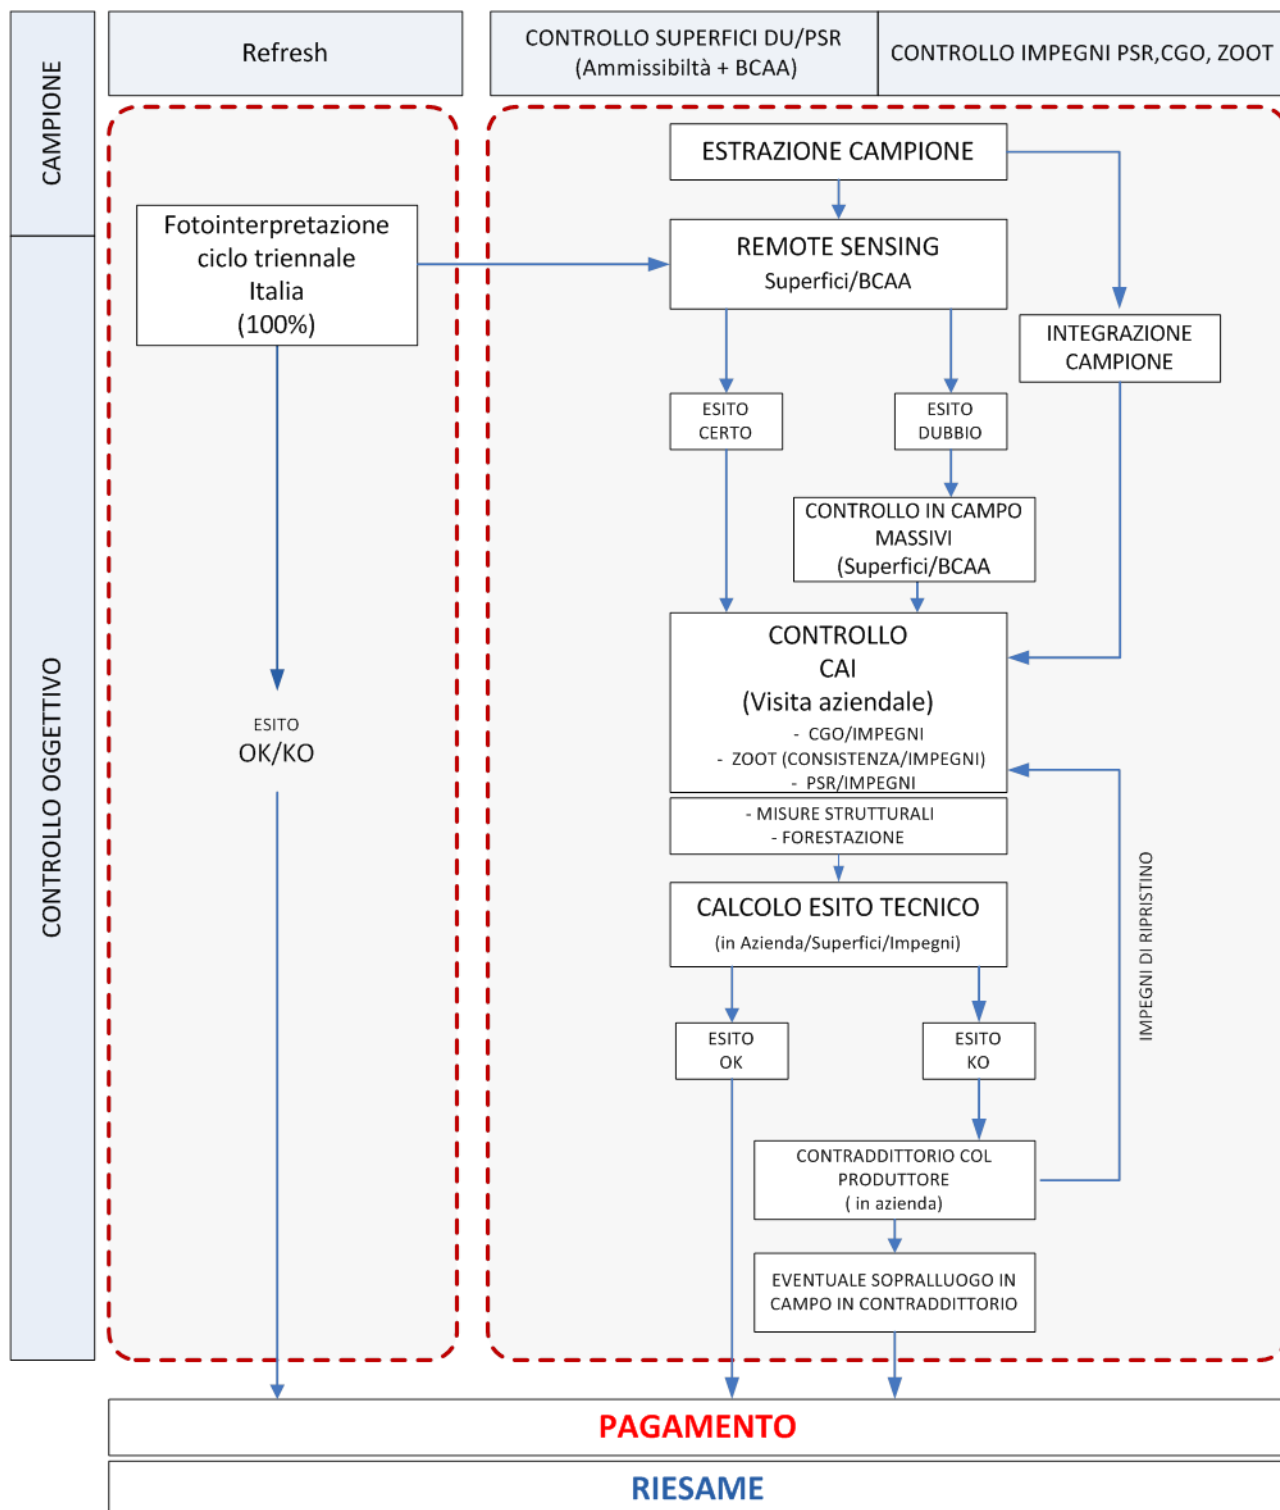 CAMPIONE
Refresh
CONTROLLO SUPERFICI DU/PSR
(Ammissibiltà + BCAA)
CONTROLLO IMPEGNI PSR,CGO, ZOOT
ESTRAZIONE CAMPIONE
Fotointerpretazione
ciclo triennale
Italia
(100%)
REMOTE SENSING
Superfici/BCAA
INTEGRAZIONE
CAMPIONE
ESITO
CERTO
ESITO
DUBBIO
CONTROLLO IN CAMPO
MASSIVI
(Superfici/BCAA
CONTROLLO OGGETTIVO
CONTROLLO
CAI
(Visita aziendale)
- CGO/IMPEGNI
- ZOOT (CONSISTENZA/IMPEGNI)
- PSR/IMPEGNI
ESITO
OK/KO
- MISURE STRUTTURALI
- FORESTAZIONE
CALCOLO ESITO TECNICO
(in Azienda/Superfici/Impegni)
IMPEGNI DI RIPRISTINO
ESITO
OK
ESITO
KO
CONTRADDITTORIO COL
PRODUTTORE
( in azienda)
EVENTUALE SOPRALLUOGO IN
CAMPO IN CONTRADDITTORIO
PAGAMENTO
RIESAME